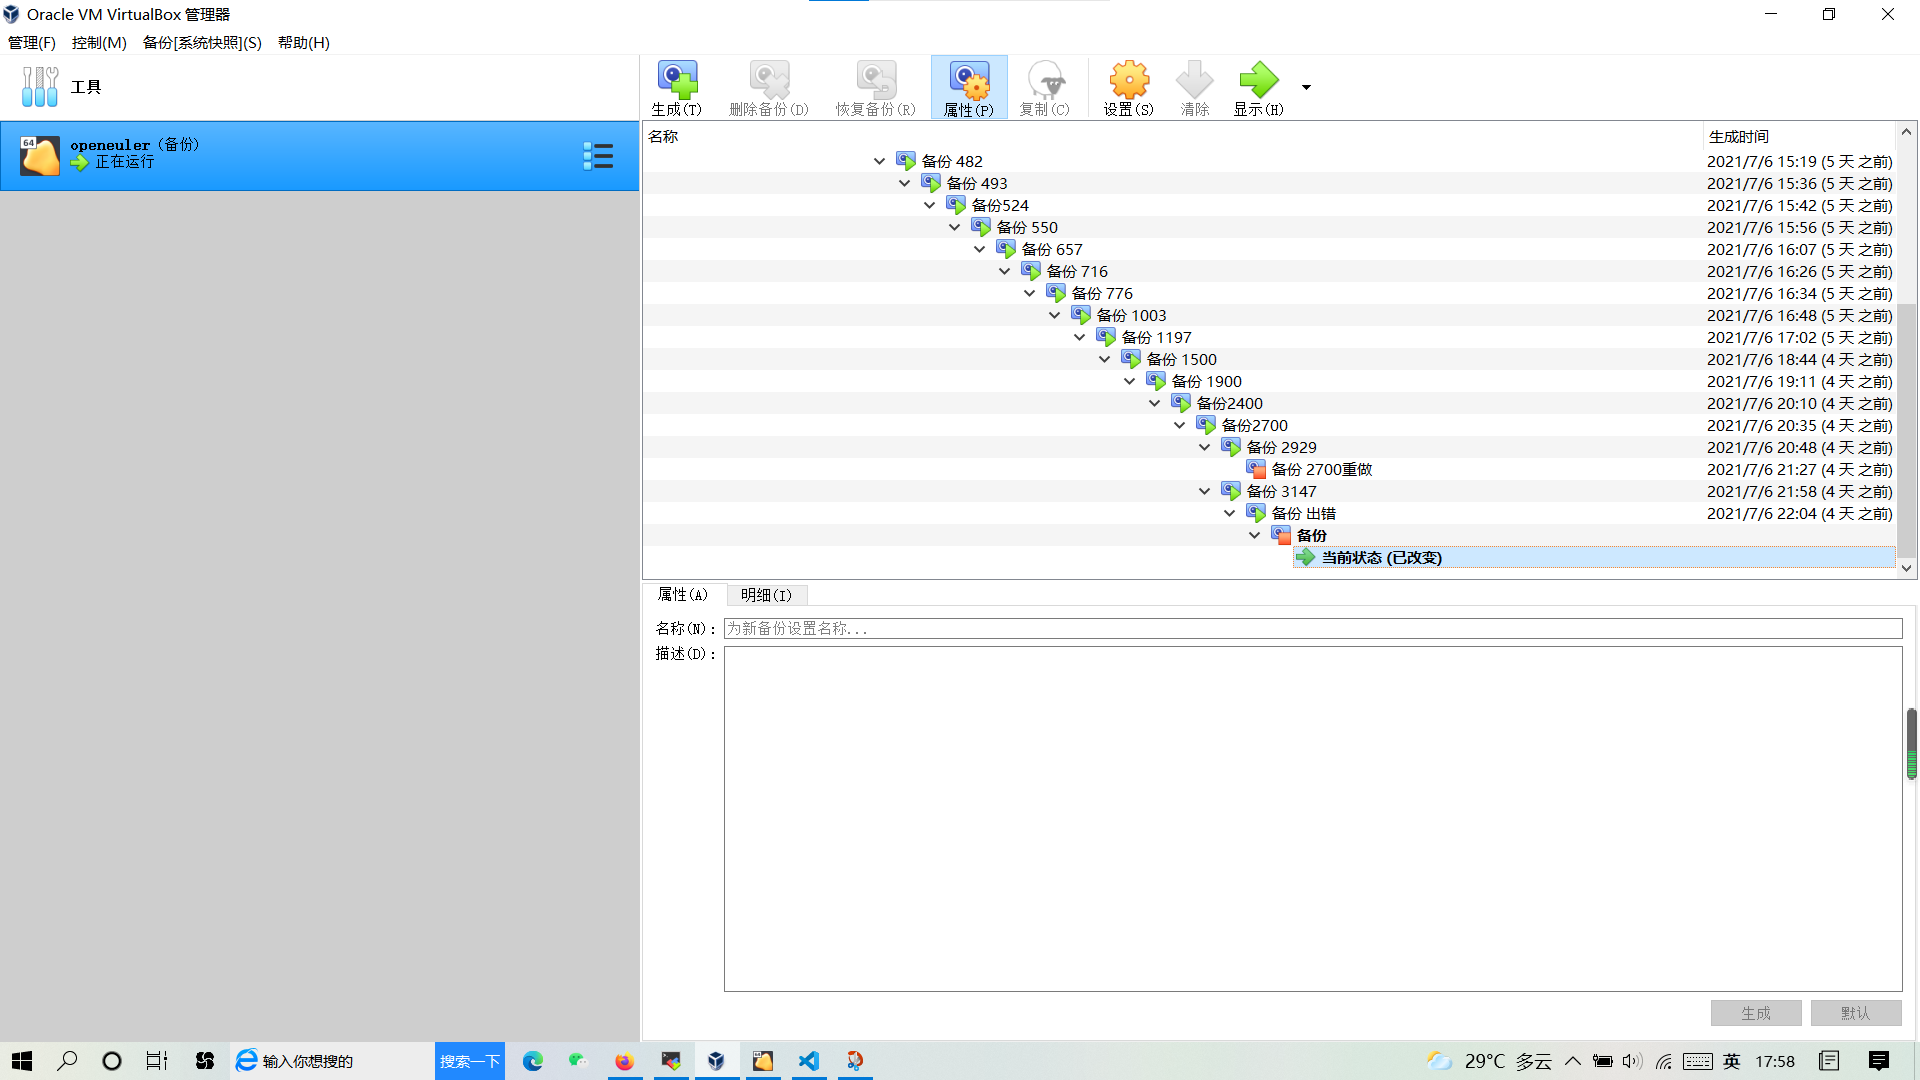 Oracle VM VirtualBox 管理器
管理(F) 控制(M) 备份[系统快照](S) 帮助(H)
工具
64
openeuler（备份）
正在运行
生成(T) 删除备份(D) 恢复备份(R) 属性(P) 复制(C) 设置(S) 清除 显示(H)
名称 生成时间
备份 482 2021/7/6 15:19 (5 天 之前)
备份 493 2021/7/6 15:36 (5 天 之前)
备份524 2021/7/6 15:42 (5 天 之前)
备份 550 2021/7/6 15:56 (5 天 之前)
备份 657 2021/7/6 16:07 (5 天 之前)
备份 716 2021/7/6 16:26 (5 天 之前)
备份 776 2021/7/6 16:34 (5 天 之前)
备份 1003 2021/7/6 16:48 (5 天 之前)
备份 1197 2021/7/6 17:02 (5 天 之前)
备份 1500 2021/7/6 18:44 (4 天 之前)
备份 1900 2021/7/6 19:11 (4 天 之前)
备份2400 2021/7/6 20:10 (4 天 之前)
备份2700 2021/7/6 20:35 (4 天 之前)
备份 2929 2021/7/6 20:48 (4 天 之前)
备份 2700重做 2021/7/6 21:27 (4 天 之前)
备份 3147 2021/7/6 21:58 (4 天 之前)
备份 出错 2021/7/6 22:04 (4 天 之前)
备份
当前状态 (已改变)
属性(A) 明细(I)
名称(N)： 为新备份设置名称...
描述(D)：
生成 默认
输入你想搜的 搜索一下 29°C 多云 英 17:58